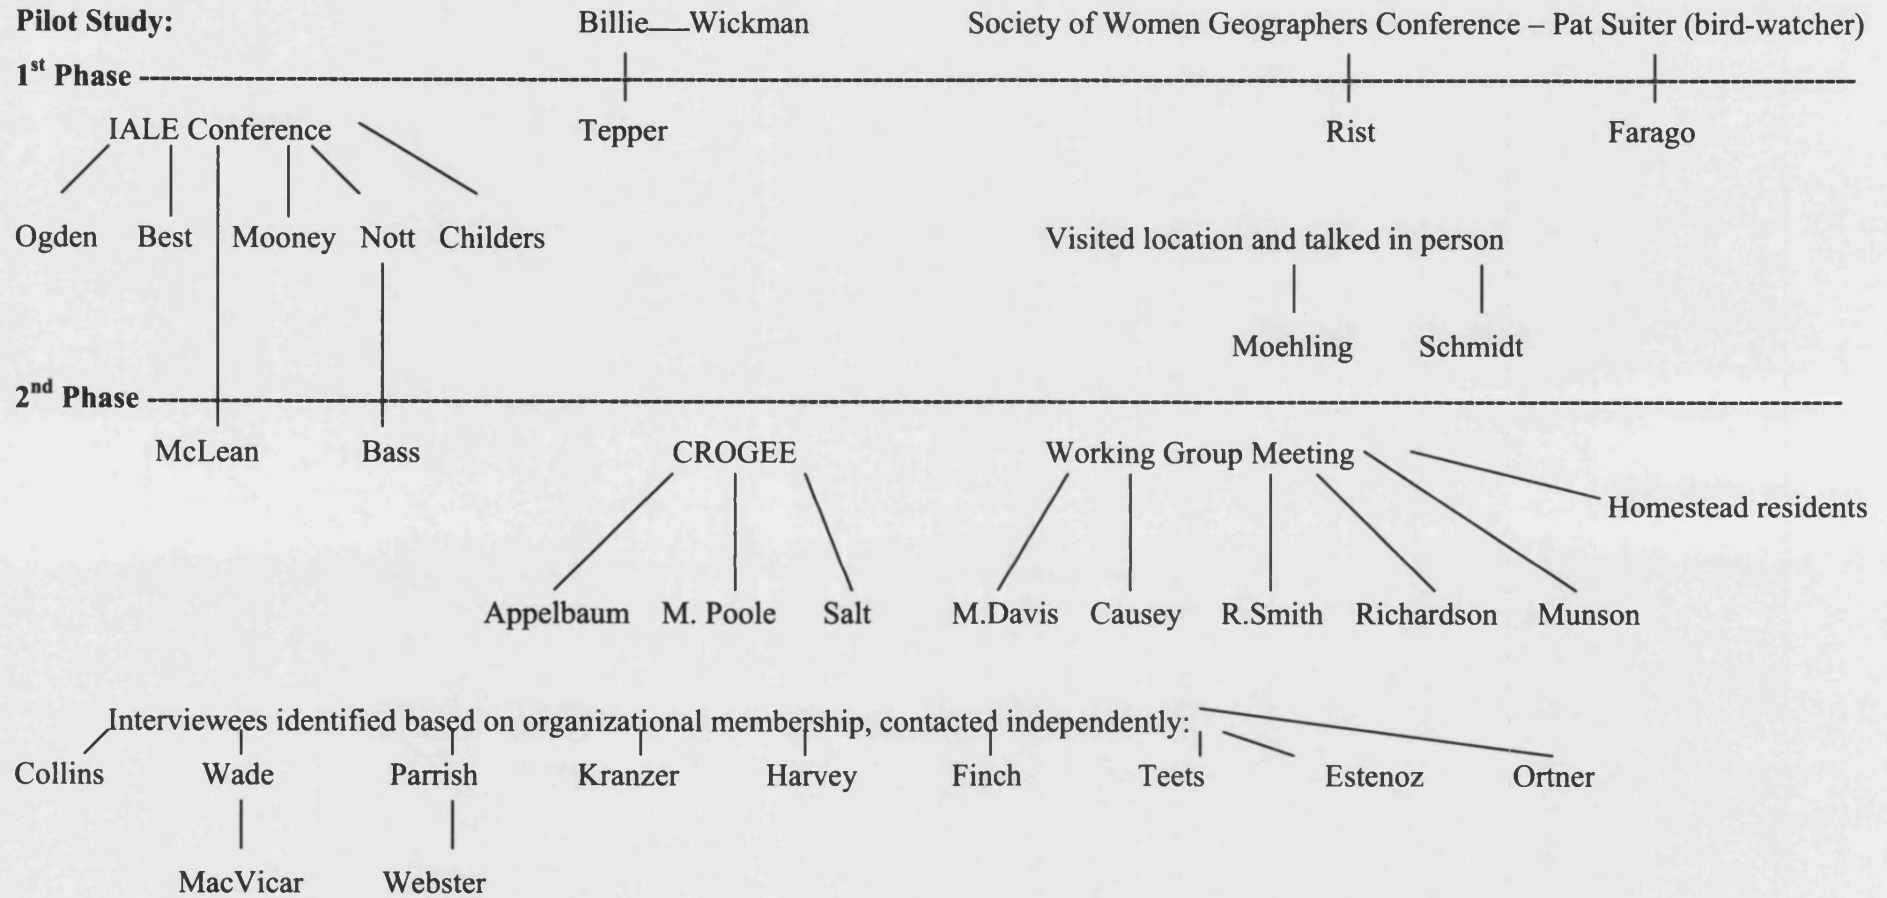 Pilot Study: Billie Wickman Society of Women Geographers Conference – Pat Suiter (bird-watcher)
1st Phase
IALE Conference Tepper Rist Farago
Ogden Best Mooney Nott Childers Visited location and talked in person
Moehling Schmidt
2nd Phase
McLean Bass CROGEE Working Group Meeting
Homestead residents
Appelbaum M. Poole Salt M.Davis Causey R.Smith Richardson Munson
Interviewees identified based on organizational membership, contacted independently:
Collins Wade Parrish Kranzer Harvey Finch Teets Estenoz Ortner
MacVicar Webster